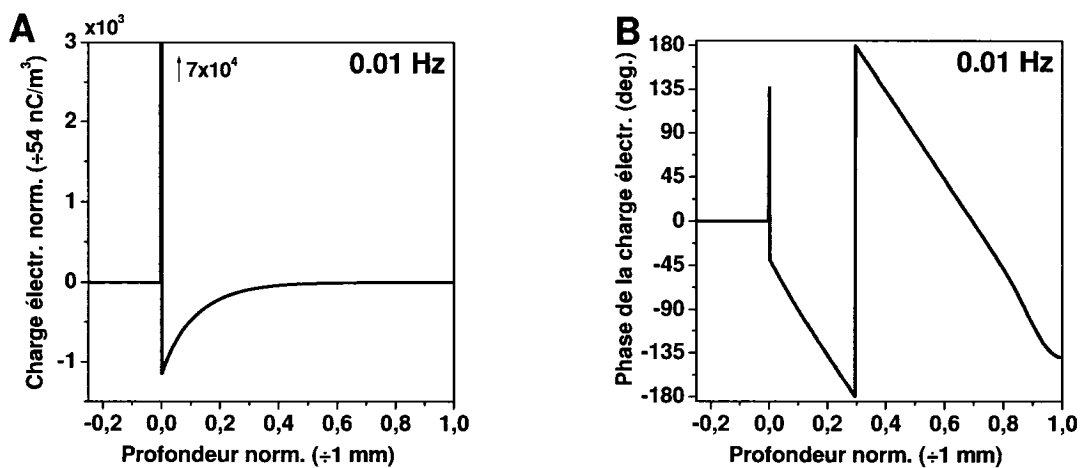 A
x10³
0.01 Hz
↑7x10⁴
3
2
1
0
-1
Charge électr. norm. (÷54 nC/m³)
-0,2 0,0 0,2 0,4 0,6 0,8 1,0
Profondeur norm. (÷1 mm)
B
0.01 Hz
180
135
90
45
0
-45
-90
-135
-180
Phase de la charge électr. (deg.)
-0,2 0,0 0,2 0,4 0,6 0,8 1,0
Profondeur norm. (÷1 mm)